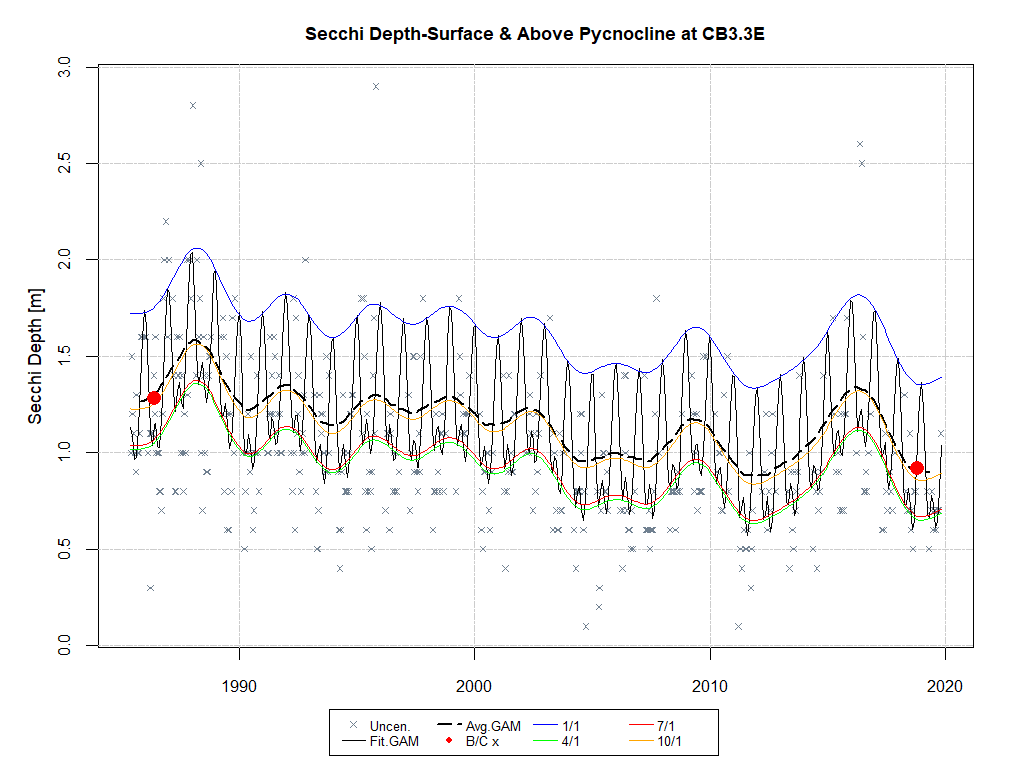 Secchi Depth-Surface & Above Pycnocline at CB3.3E
Secchi Depth [m]
3.0
2.5
2.0
1.5
1.0
0.5
0.0
1990 2000 2010 2020
Uncen. Avg.GAM 1/1 7/1
Fit.GAM B/C x 4/1 10/1